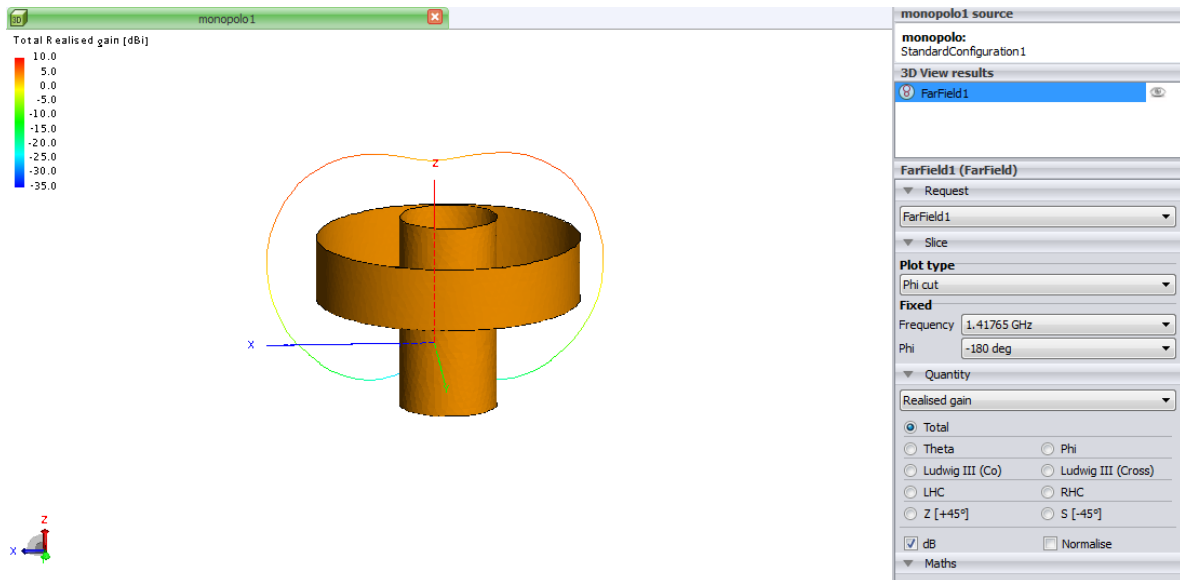 monopolo1
Total Realised gain [dBi]
10.0
5.0
0.0
-5.0
-10.0
-15.0
-20.0
-25.0
-30.0
-35.0
Z
X
Z
X
3D
monopolo1 source
monopolo:
StandardConfiguration1
3D View results
FarField1
FarField1 (FarField)
Request
FarField1
Slice
Plot type
Phi cut
Fixed
Frequency 1.41765 GHz
Phi -180 deg
Quantity
Realised gain
Total
Theta Phi
Ludwig III (Co) Ludwig III (Cross)
LHC RHC
Z [+45º] S [-45º]
dB Normalise
Maths